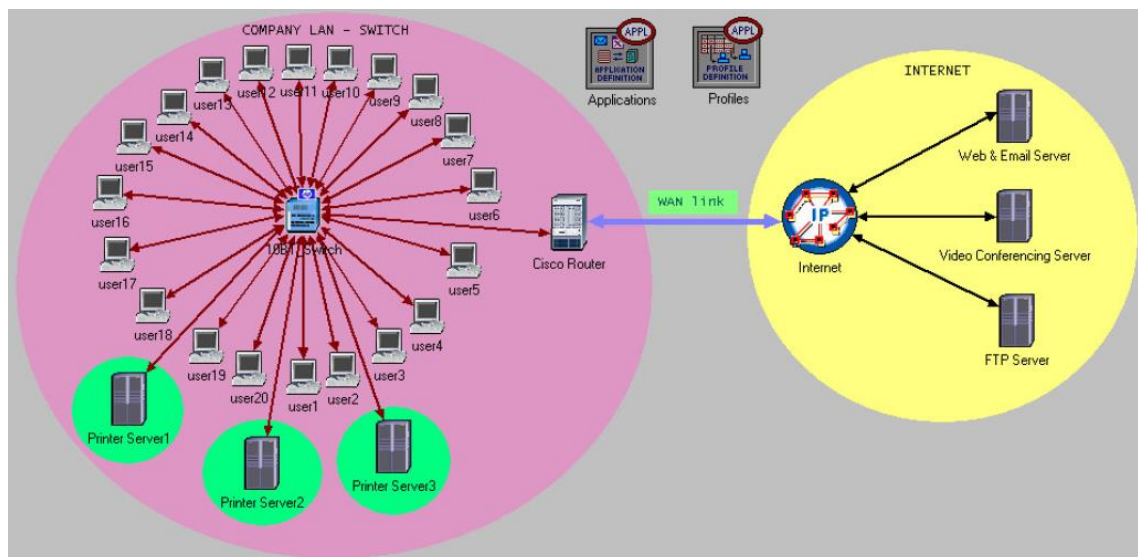 COMPANY LAN - SWITCH
user13
user12
user11
user10
user9
user14
user8
user15
user7
user16
user6
user17
user5
user18
user4
user19
user3
user20
user1
user2
Printer Server1
Printer Server2
Printer Server3
Cisco Router
APPL
APPLICATION
DEFINITION
Applications
APPL
PROFILE
DEFINITION
Profiles
WAN link
INTERNET
IP
Internet
Web & Email Server
Video Conferencing Server
FTP Server